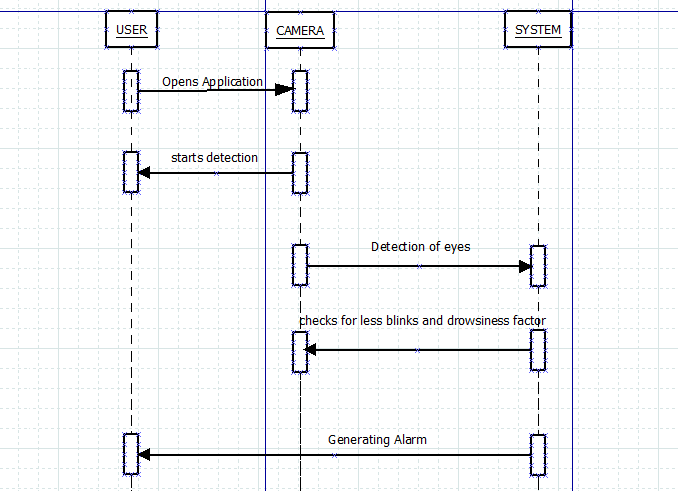 USER
CAMERA
SYSTEM
Opens Application
starts detection
Detection of eyes
checks for less blinks and drowsiness factor
Generating Alarm